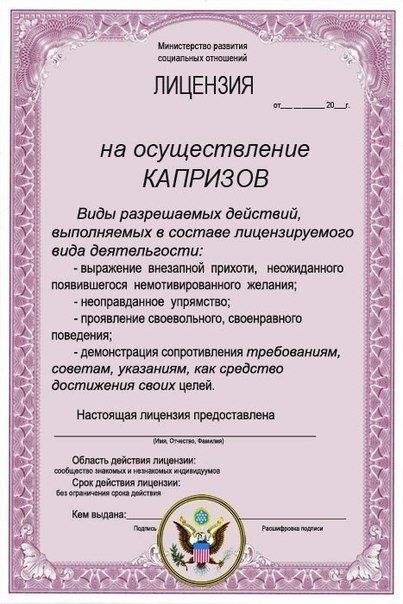 Министерство развития
социальных отношений
ЛИЦЕНЗИЯ
от___ ________ 20___г.
на осуществление
КАПРИЗОВ
Виды разрешаемых действий,
выполняемых в составе лицензируемого
вида деятельгости:
- выражение внезапной прихоти, неожиданного
появившегося немотивированного желания;
- неоправданное упрямство;
- проявление своевольного, своенравного
поведения;
- демонстрация сопротивления требованиям,
советам, указаниям, как средство
достижения своих целей.
Настоящая лицензия предоставлена
(Имя, Отчество, Фамилия)
Область действия лицензии:
сообщество знакомых и незнакомых индивидуумов
Срок действия лицензии:
без ограничения срока действия
Кем выдана:
Подпись Расшифровка подписи